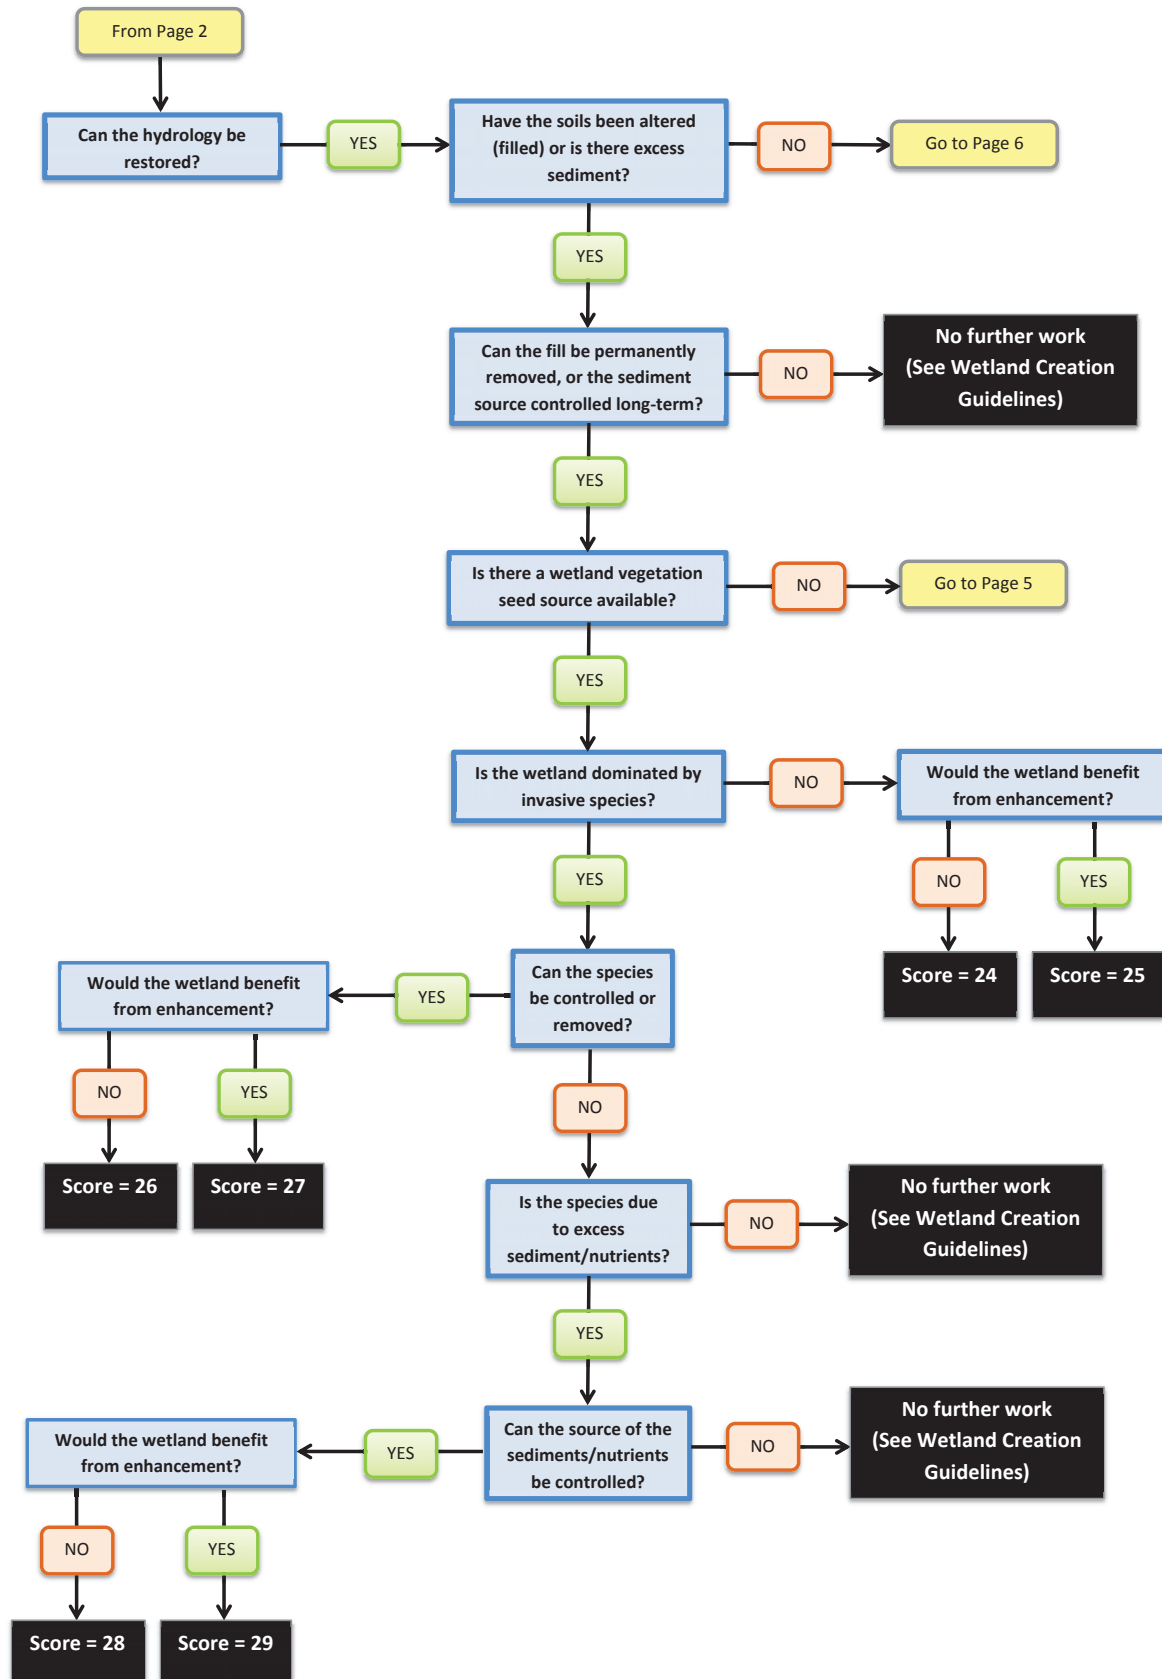 From Page 2
Can the hydrology be
restored?
YES
Have the soils been altered
(filled) or is there excess
sediment?
NO
Go to Page 6
YES
Can the fill be permanently
removed, or the sediment
source controlled long-term?
NO
No further work
(See Wetland Creation
Guidelines)
YES
Is there a wetland vegetation
seed source available?
NO
Go to Page 5
YES
Is the wetland dominated by
invasive species?
NO
Would the wetland benefit
from enhancement?
YES
NO
YES
Score = 24
Score = 25
Can the species
be controlled or
removed?
YES
Would the wetland benefit
from enhancement?
NO
YES
Score = 26
Score = 27
NO
Is the species due
to excess
sediment/nutrients?
NO
No further work
(See Wetland Creation
Guidelines)
YES
Can the source of the
sediments/nutrients
be controlled?
NO
No further work
(See Wetland Creation
Guidelines)
YES
Would the wetland benefit
from enhancement?
NO
YES
Score = 28
Score = 29